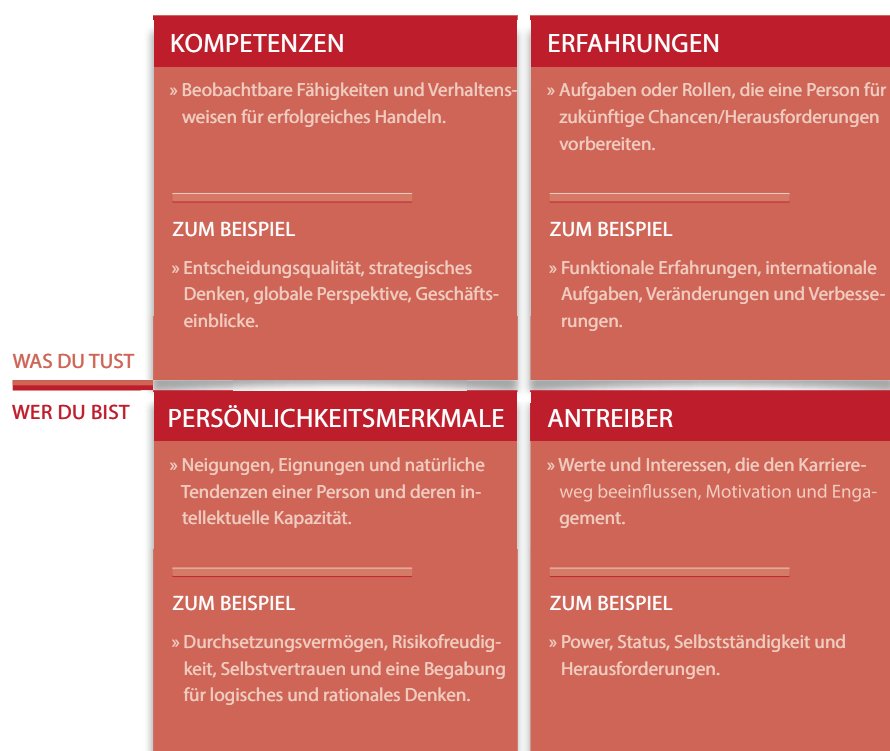 KOMPETENZEN
» Beobachtbare Fähigkeiten und Verhaltens-
weisen für erfolgreiches Handeln.
ZUM BEISPIEL
» Entscheidungsqualität, strategisches
Denken, globale Perspektive, Geschäfts-
einblicke.
ERFAHRUNGEN
» Aufgaben oder Rollen, die eine Person für
zukünftige Chancen/Herausforderungen
vorbereiten.
ZUM BEISPIEL
» Funktionale Erfahrungen, internationale
Aufgaben, Veränderungen und Verbesse-
rungen.
WAS DU TUST
WER DU BIST
PERSÖNLICHKEITSMERKMALE
» Neigungen, Eignungen und natürliche
Tendenzen einer Person und deren in-
tellektuelle Kapazität.
ZUM BEISPIEL
» Durchsetzungsvermögen, Risikofreudig-
keit, Selbstvertrauen und eine Begabung
für logisches und rationales Denken.
ANTREIBER
» Werte und Interessen, die den Karriere-
weg beeinflussen, Motivation und Enga-
gement.
ZUM BEISPIEL
» Power, Status, Selbstständigkeit und
Herausforderungen.